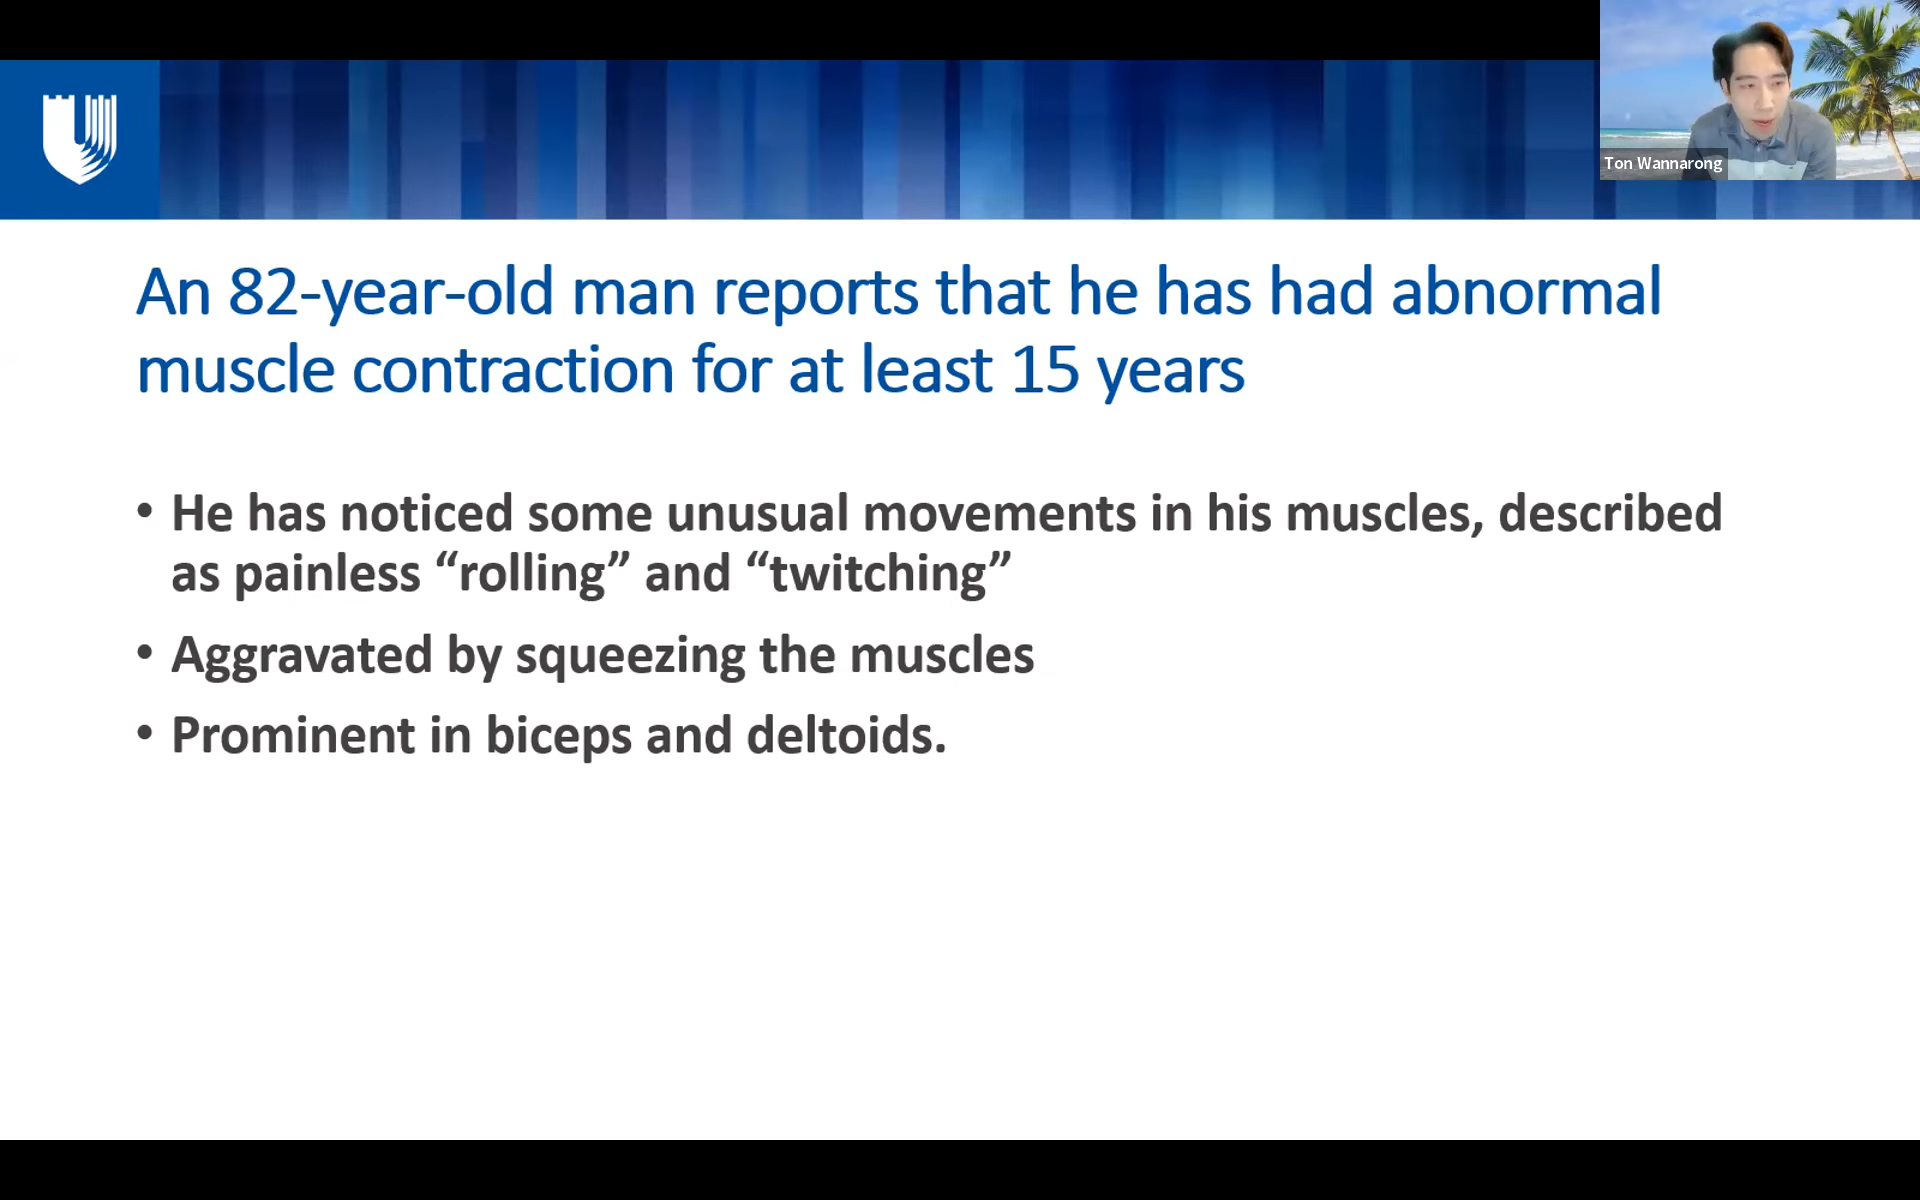 Ton Wannarong
An 82-year-old man reports that he has had abnormal
muscle contraction for at least 15 years
• He has noticed some unusual movements in his muscles, described
as painless “rolling” and “twitching”
• Aggravated by squeezing the muscles
• Prominent in biceps and deltoids.